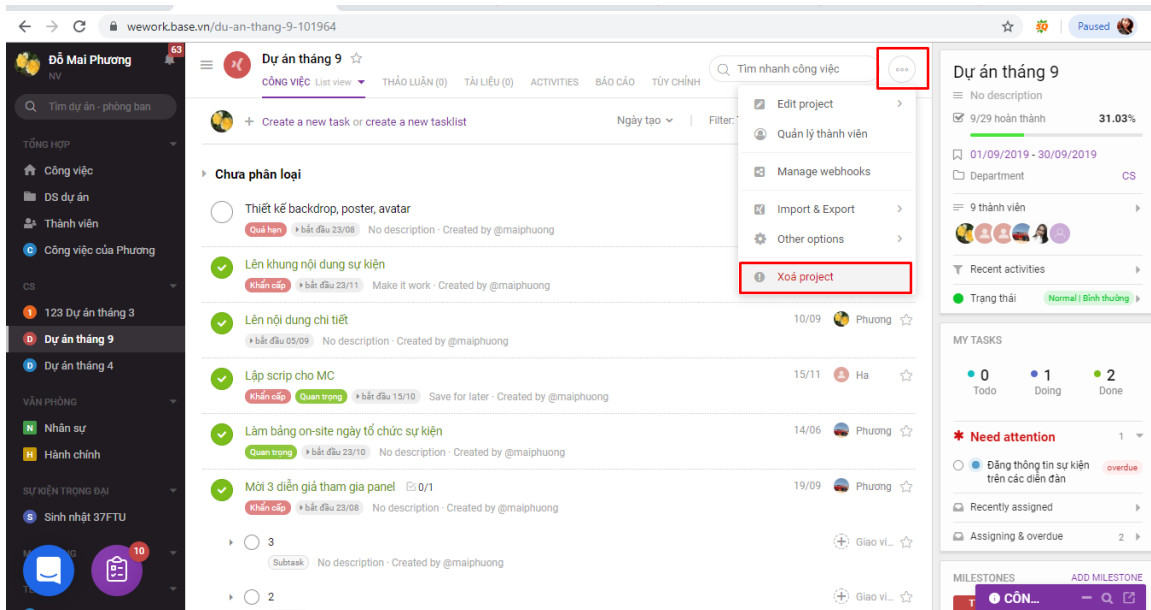 wework.base.vn/du-an-thang-9-101964
Paused
Đỗ Mai Phương
NV
63
Tìm dự án - phòng ban
TỔNG HỢP
Công việc
DS dự án
Thành viên
C Công việc của Phương
CS
1 123 Dự án tháng 3
D Dự án tháng 9
D Dự án tháng 4
VĂN PHÒNG
N Nhân sự
H Hành chính
SỰ KIỆN TRỌNG ĐẠI
S Sinh nhật 37FTU
10
Dự án tháng 9
CÔNG VIỆC List view THẢO LUẬN (0) TÀI LIỆU (0) ACTIVITIES BÁO CÁO TÙY CHỈNH
Tìm nhanh công việc
+ Create a new task or create a new tasklist
Ngày tạo
Filter:
Edit project
Quản lý thành viên
Manage webhooks
Import & Export
Other options
Xoá project
Chưa phân loại
Thiết kế backdrop, poster, avatar
Quá hạn bắt đầu 23/08 No description · Created by @maiphuong
Lên khung nội dung sự kiện
Khẩn cấp bắt đầu 23/11 Make it work · Created by @maiphuong
Lên nội dung chi tiết
bắt đầu 05/09 No description · Created by @maiphuong
10/09 Phương
Lập scrip cho MC
Khẩn cấp Quan trọng bắt đầu 15/10 Save for later · Created by @maiphuong
15/11 Ha
Làm bảng on-site ngày tổ chức sự kiện
Quan trọng bắt đầu 23/10 No description · Created by @maiphuong
14/06 Phương
Mời 3 diễn giả tham gia panel 0/1
Khẩn cấp bắt đầu 23/08 No description · Created by @maiphuong
19/09 Phương
3
Subtask No description · Created by @maiphuong
Giao vi...
2
Giao vi...
Dự án tháng 9
No description
9/29 hoàn thành 31.03%
01/09/2019 - 30/09/2019
Department CS
9 thành viên
Recent activities
Trạng thái Normal | Bình thường
MY TASKS
0 1 2
Todo Doing Done
Need attention 1
Đăng thông tin sự kiện
trên các diễn đàn
overdue
Recently assigned
Assigning & overdue 2
MILESTONES ADD MILESTONE
CÔN...